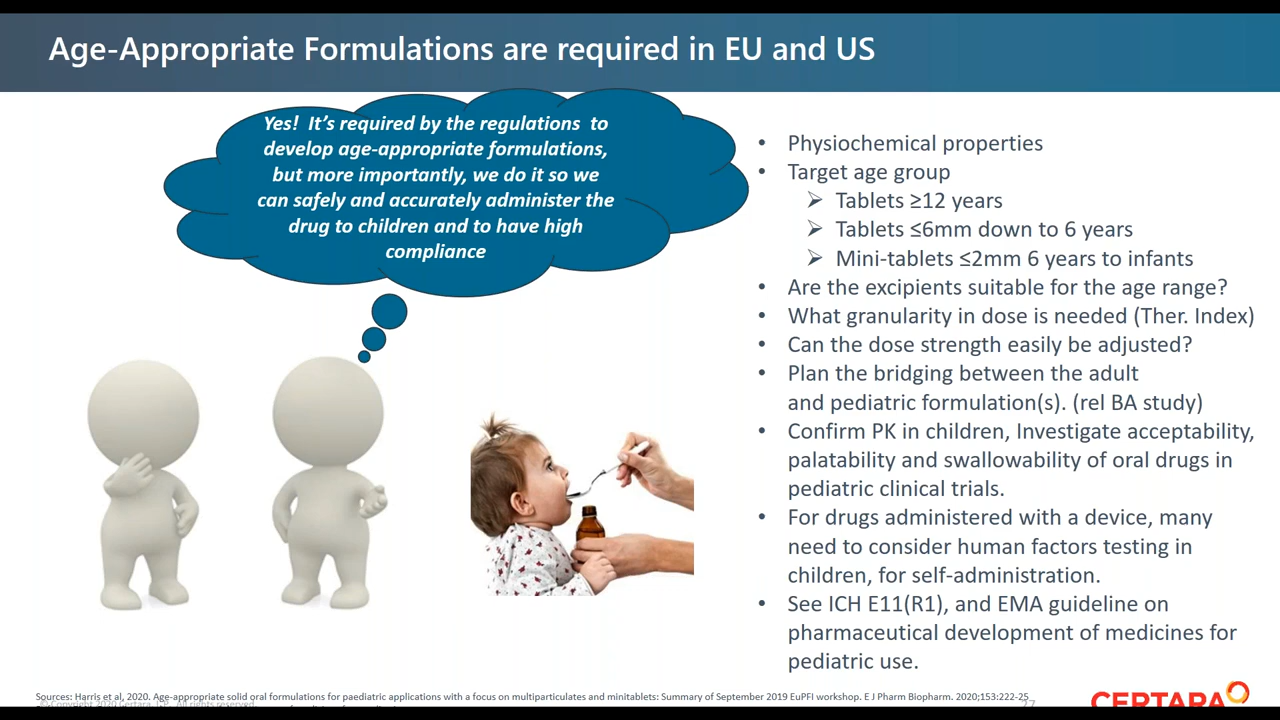 Age-Appropriate Formulations are required in EU and US
Yes! It's required by the regulations to
develop age-appropriate formulations,
but more importantly, we do it so we
can safely and accurately administer the
drug to children and to have high
compliance
• Physiochemical properties
• Target age group
➢ Tablets ≥12 years
➢ Tablets ≤6mm down to 6 years
➢ Mini-tablets ≤2mm 6 years to infants
• Are the excipients suitable for the age range?
• What granularity in dose is needed (Ther. Index)
• Can the dose strength easily be adjusted?
• Plan the bridging between the adult
and pediatric formulation(s). (rel BA study)
• Confirm PK in children, Investigate acceptability,
palatability and swallowability of oral drugs in
pediatric clinical trials.
• For drugs administered with a device, many
need to consider human factors testing in
children, for self-administration.
• See ICH E11(R1), and EMA guideline on
pharmaceutical development of medicines for
pediatric use.
Sources: Harris et al, 2020. Age-appropriate solid oral formulations for paediatric applications with a focus on multiparticulates and minitablets: Summary of September 2019 EuPFI workshop. E J Pharm Biopharm. 2020;153:222-25
© Copyright 2020 Certara, L.P. All rights reserved.
27
CERTARA